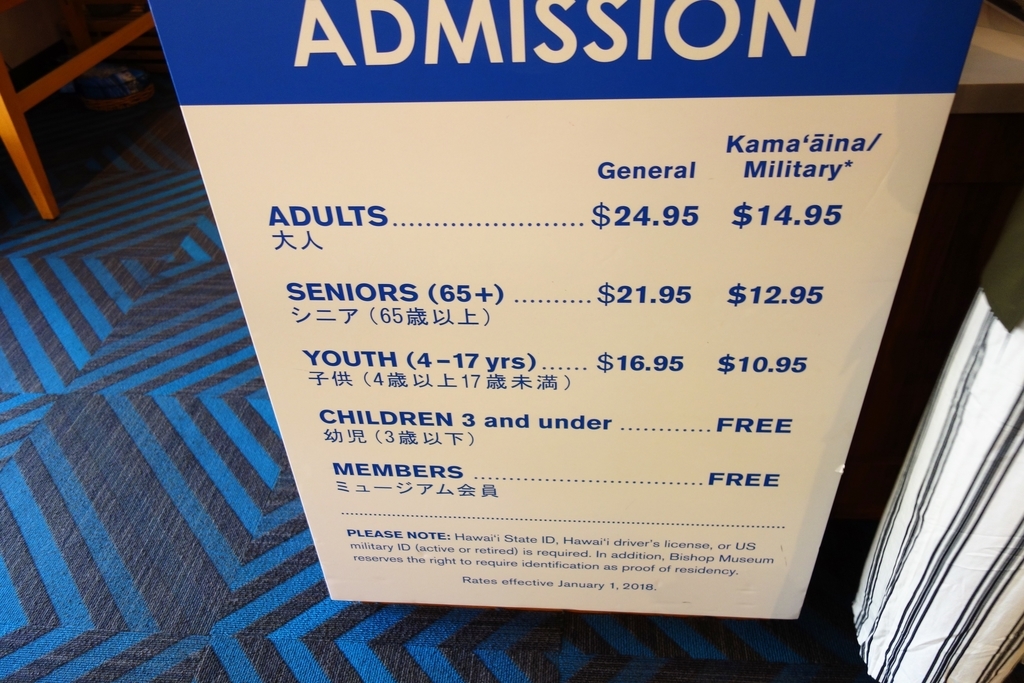 ADMISSION
General Kamaʻāina/
Military*
ADULTS....................... $24.95 $14.95
大人
SENIORS (65+) .......... $21.95 $12.95
シニア (65歳以上)
YOUTH (4–17 yrs)...... $16.95 $10.95
子供 (4歳以上17歳未満)
CHILDREN 3 and under ............ FREE
幼児 (3歳以下)
MEMBERS............................... FREE
ミュージアム会員
PLEASE NOTE: Hawaiʻi State ID, Hawaiʻi driver's license, or US
military ID (active or retired) is required. In addition, Bishop Museum
reserves the right to require identification as proof of residency.
Rates effective January 1, 2018.